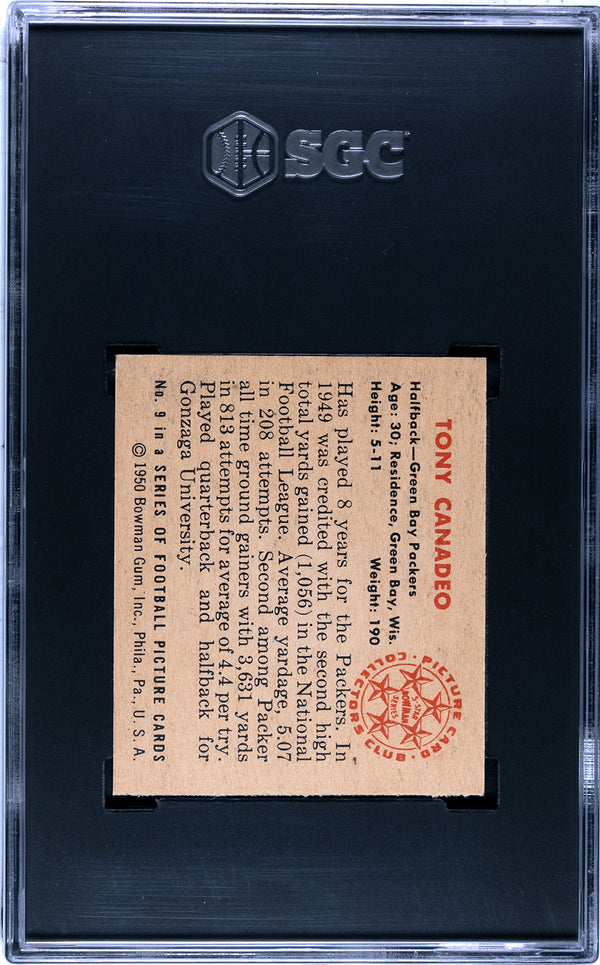 SGC
TONY CANADEO
Halfback—Green Bay Packers
Age: 30; Residence, Green Bay, Wis.
Height: 5-11 Weight: 190
PICTURE CARD
COLLECTORS CLUB
5-STAR
BOWMAN
SERIES
Has played 8 years for the Packers. In
1949 was credited with the second high
total yards gained (1,056) in the National
Football League. Average yardage, 5.07
in 208 attempts. Second among Packer
all time ground gainers with 3,631 yards
in 813 attempts for average of 4.4 per try.
Played quarterback and halfback for
Gonzaga University.
No. 9 in a SERIES OF FOOTBALL PICTURE CARDS
© 1950 Bowman Gum, Inc., Phila., Pa., U. S. A.